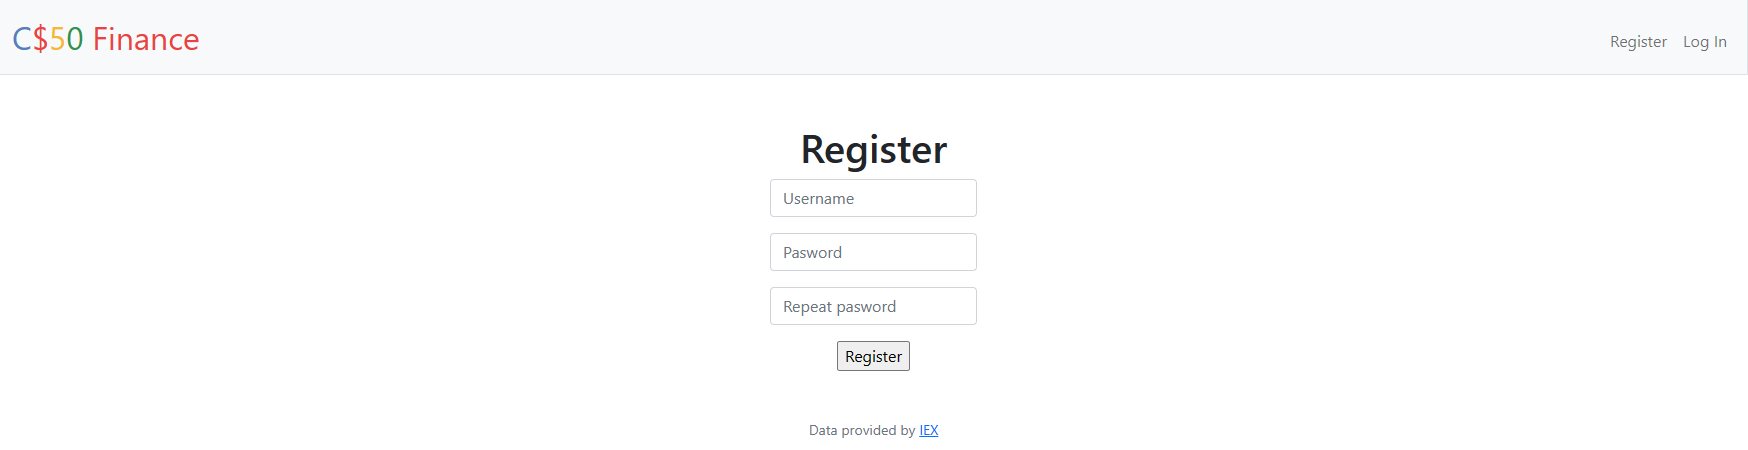 C$50 Finance
Register Log In
Register
Username
Pasword
Repeat pasword
Register
Data provided by IEX